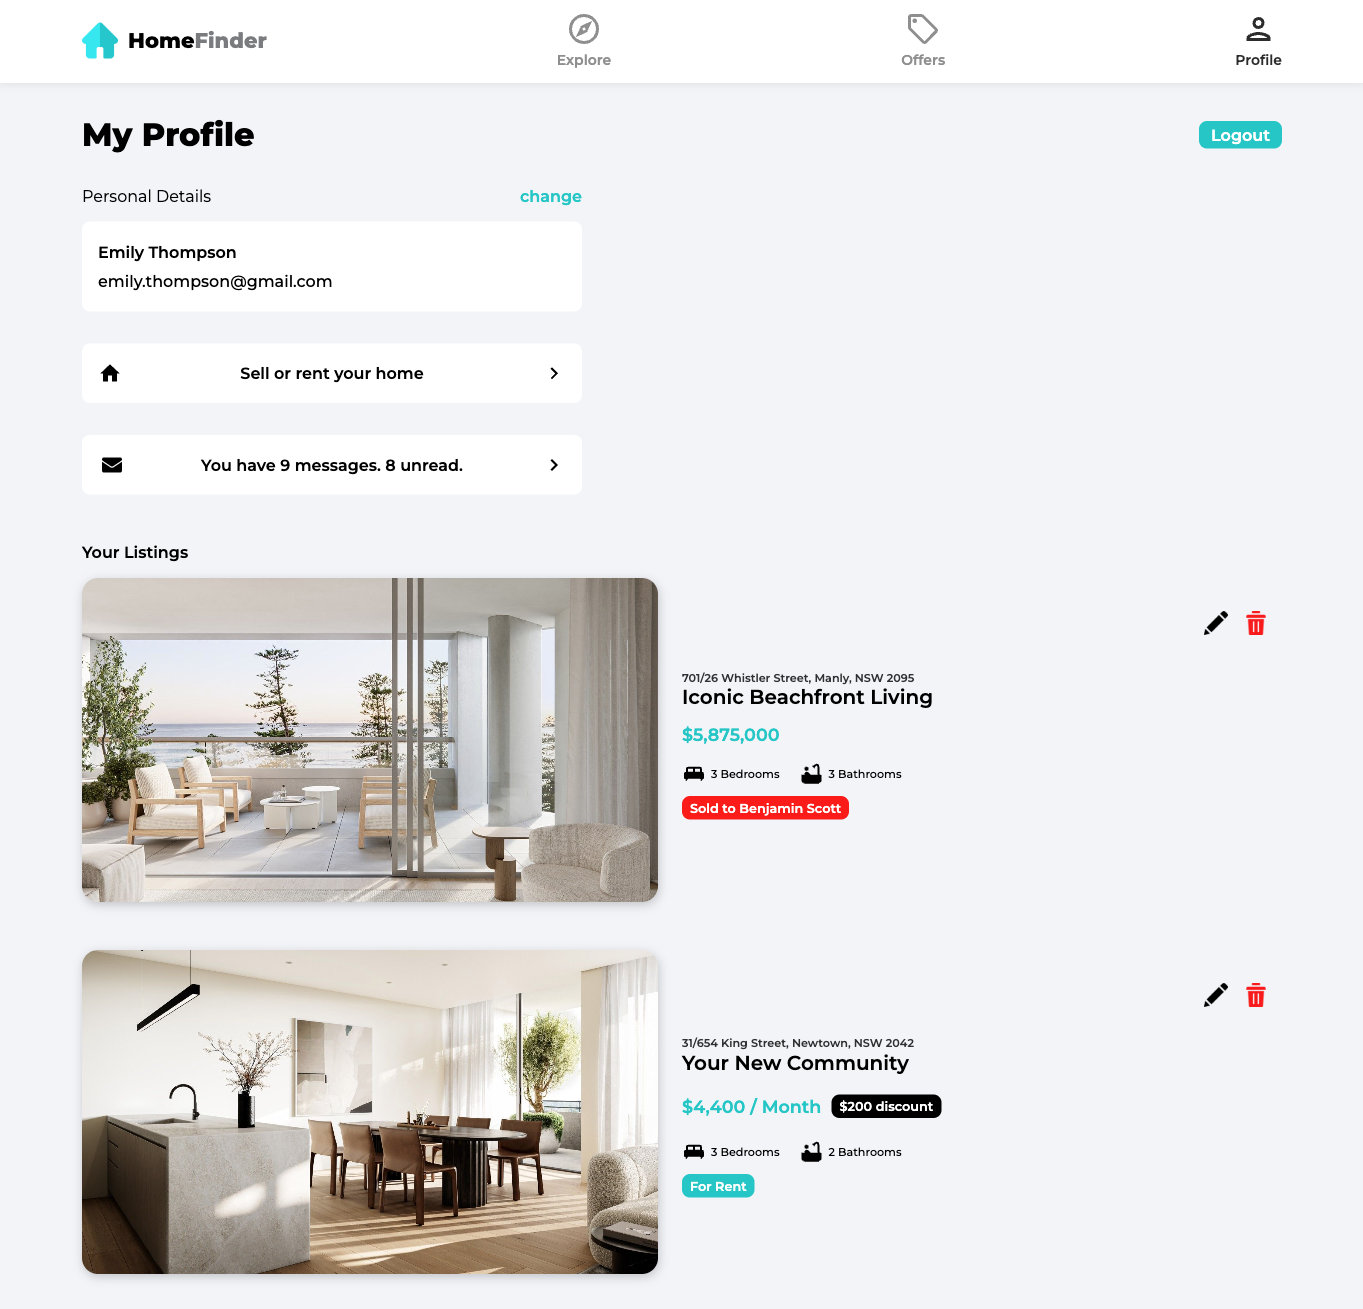 HomeFinder
Explore
Offers
Profile
My Profile
Logout
Personal Details
change
Emily Thompson
emily.thompson@gmail.com
Sell or rent your home
You have 9 messages. 8 unread.
Your Listings
701/26 Whistler Street, Manly, NSW 2095
Iconic Beachfront Living
$5,875,000
3 Bedrooms
3 Bathrooms
Sold to Benjamin Scott
31/654 King Street, Newtown, NSW 2042
Your New Community
$4,400 / Month
$200 discount
3 Bedrooms
2 Bathrooms
For Rent